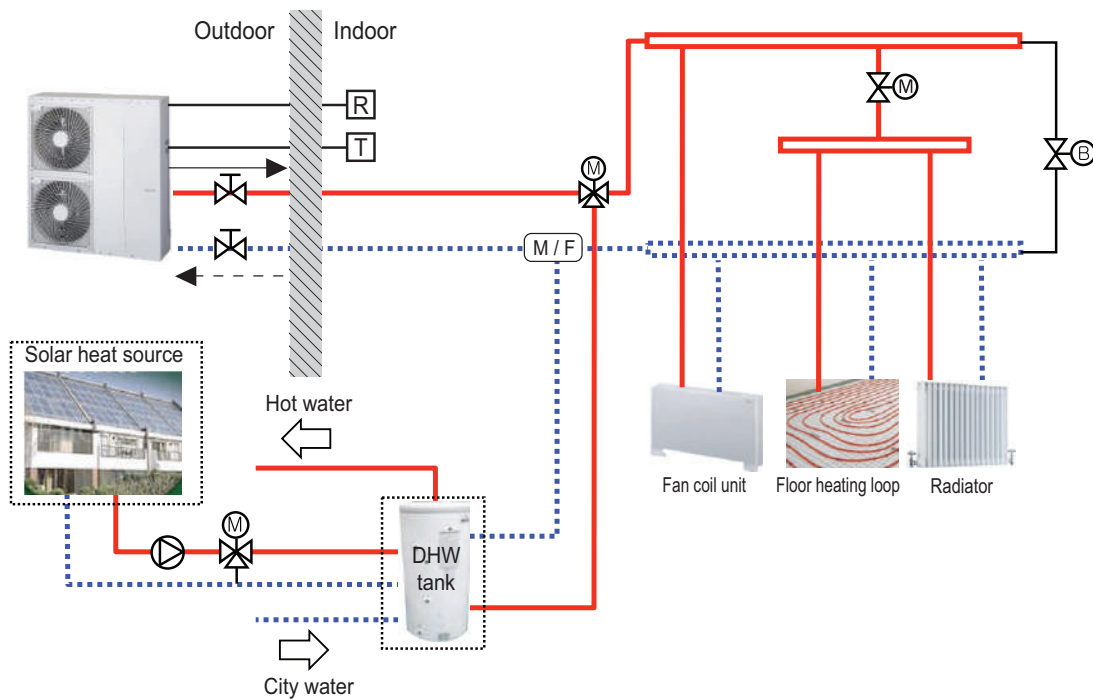 Outdoor
Indoor
R
T
M
M
B
M / F
Solar heat source
Hot water
Fan coil unit
Floor heating loop
Radiator
M
DHW
tank
City water